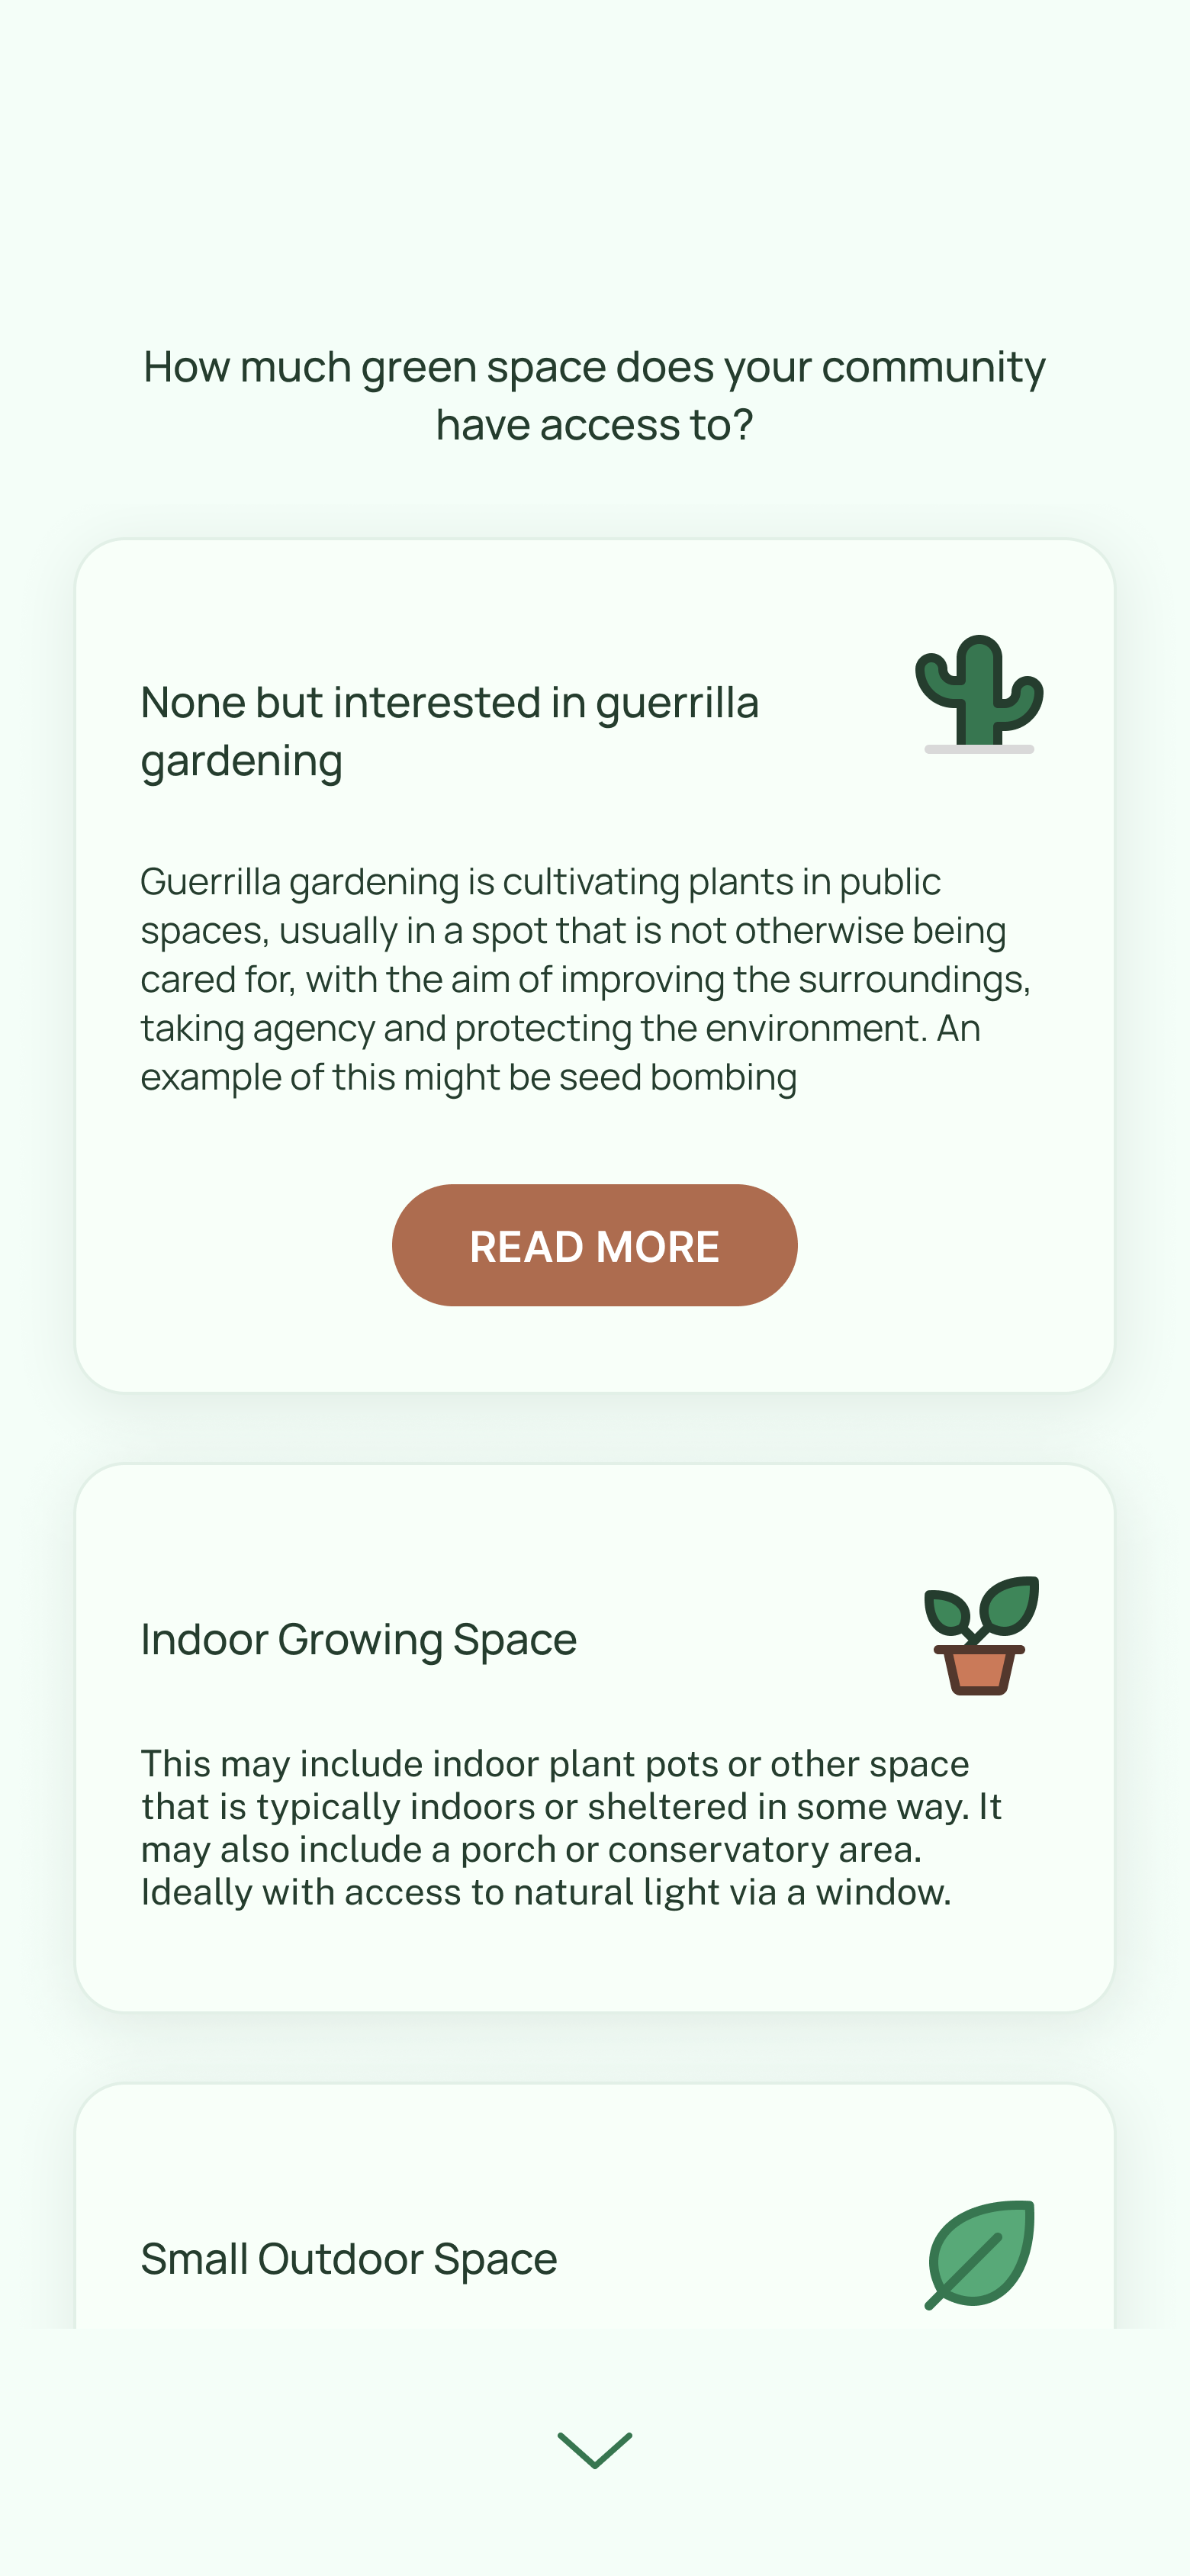 How much green space does your community
have access to?
None but interested in guerrilla
gardening
Guerrilla gardening is cultivating plants in public
spaces, usually in a spot that is not otherwise being
cared for, with the aim of improving the surroundings,
taking agency and protecting the environment. An
example of this might be seed bombing
READ MORE
Indoor Growing Space
This may include indoor plant pots or other space
that is typically indoors or sheltered in some way. It
may also include a porch or conservatory area.
Ideally with access to natural light via a window.
Small Outdoor Space